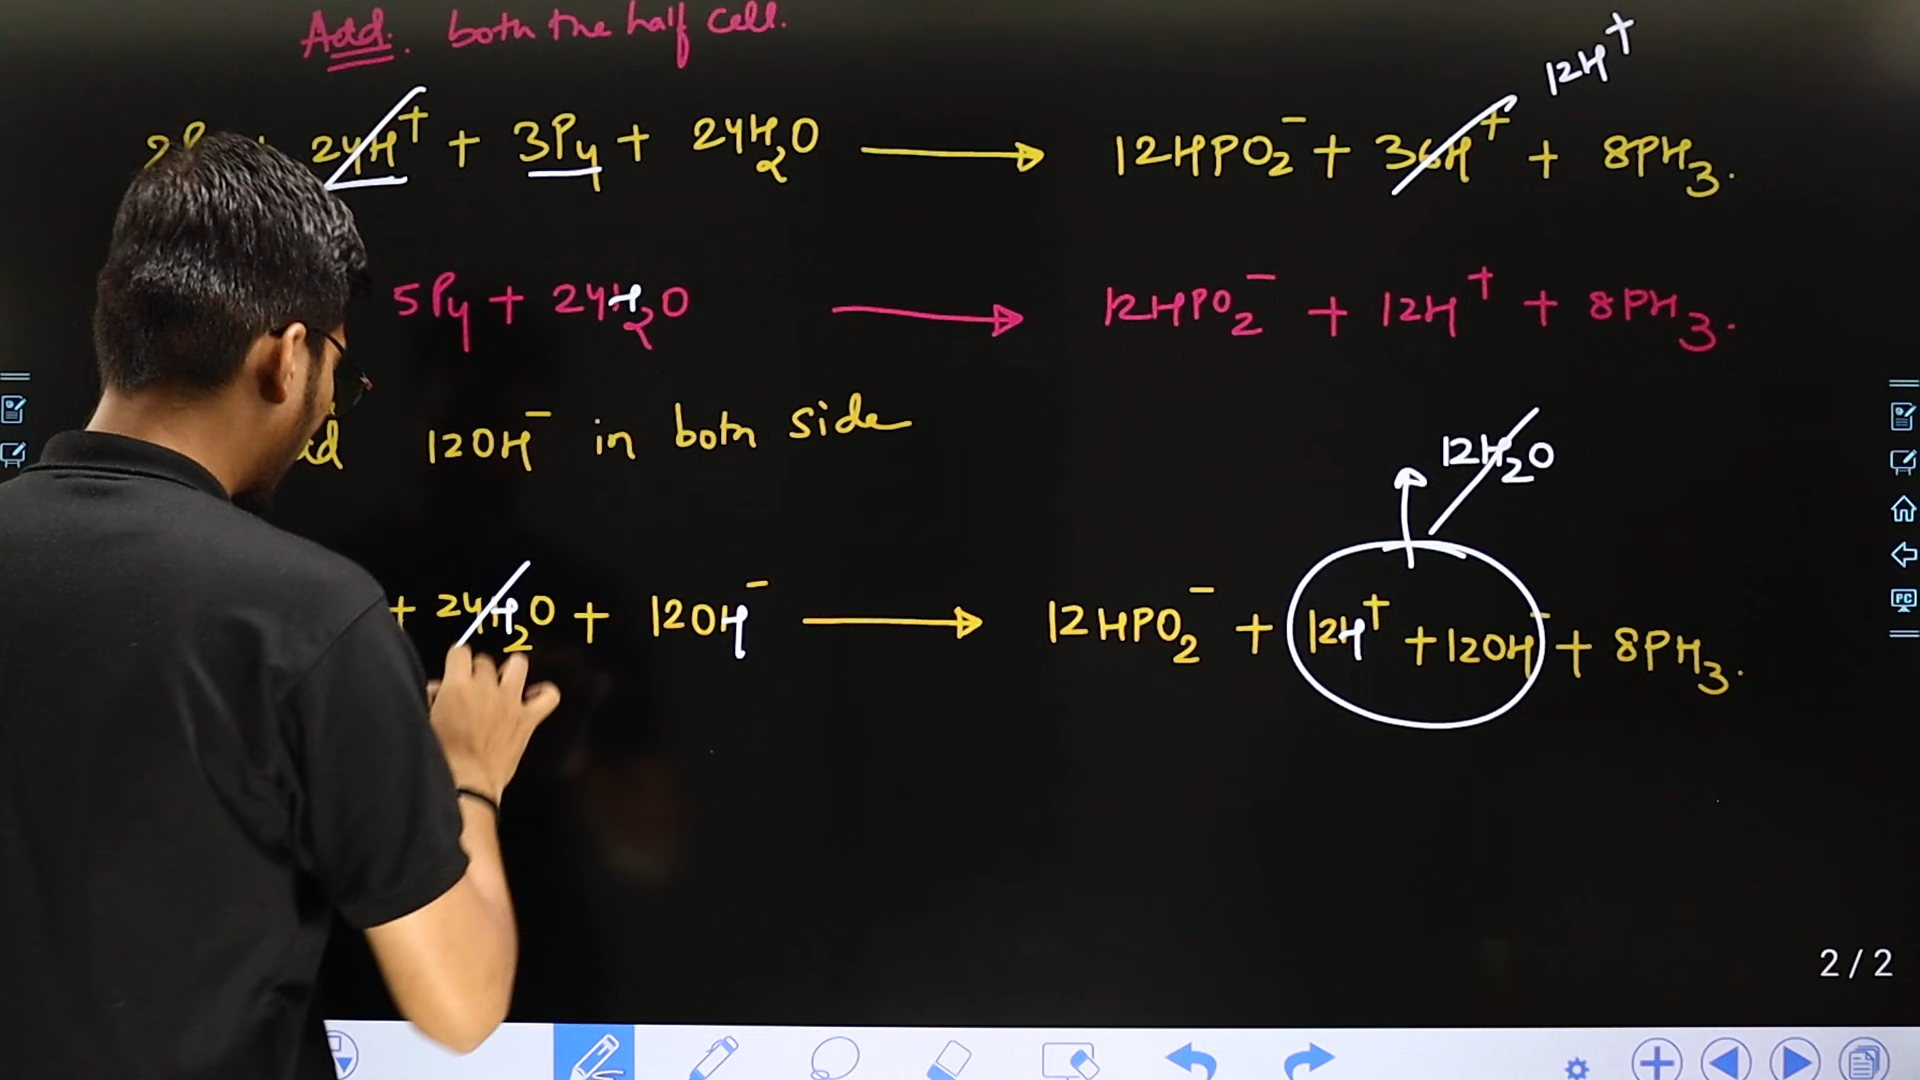 Add. both the half cell.
12H⁺
24H⁺ + 3P₄ + 24H₂O → 12HPO₂⁻ + 36H⁺ + 8PH₃.
5P₄ + 24H₂O → 12HPO₂⁻ + 12H⁺ + 8PH₃.
12OH⁻ in both side
12H₂O
+ 24H₂O + 12OH⁻ → 12HPO₂⁻ + 12H⁺ + 12OH⁻ + 8PH₃.
2/2
PC